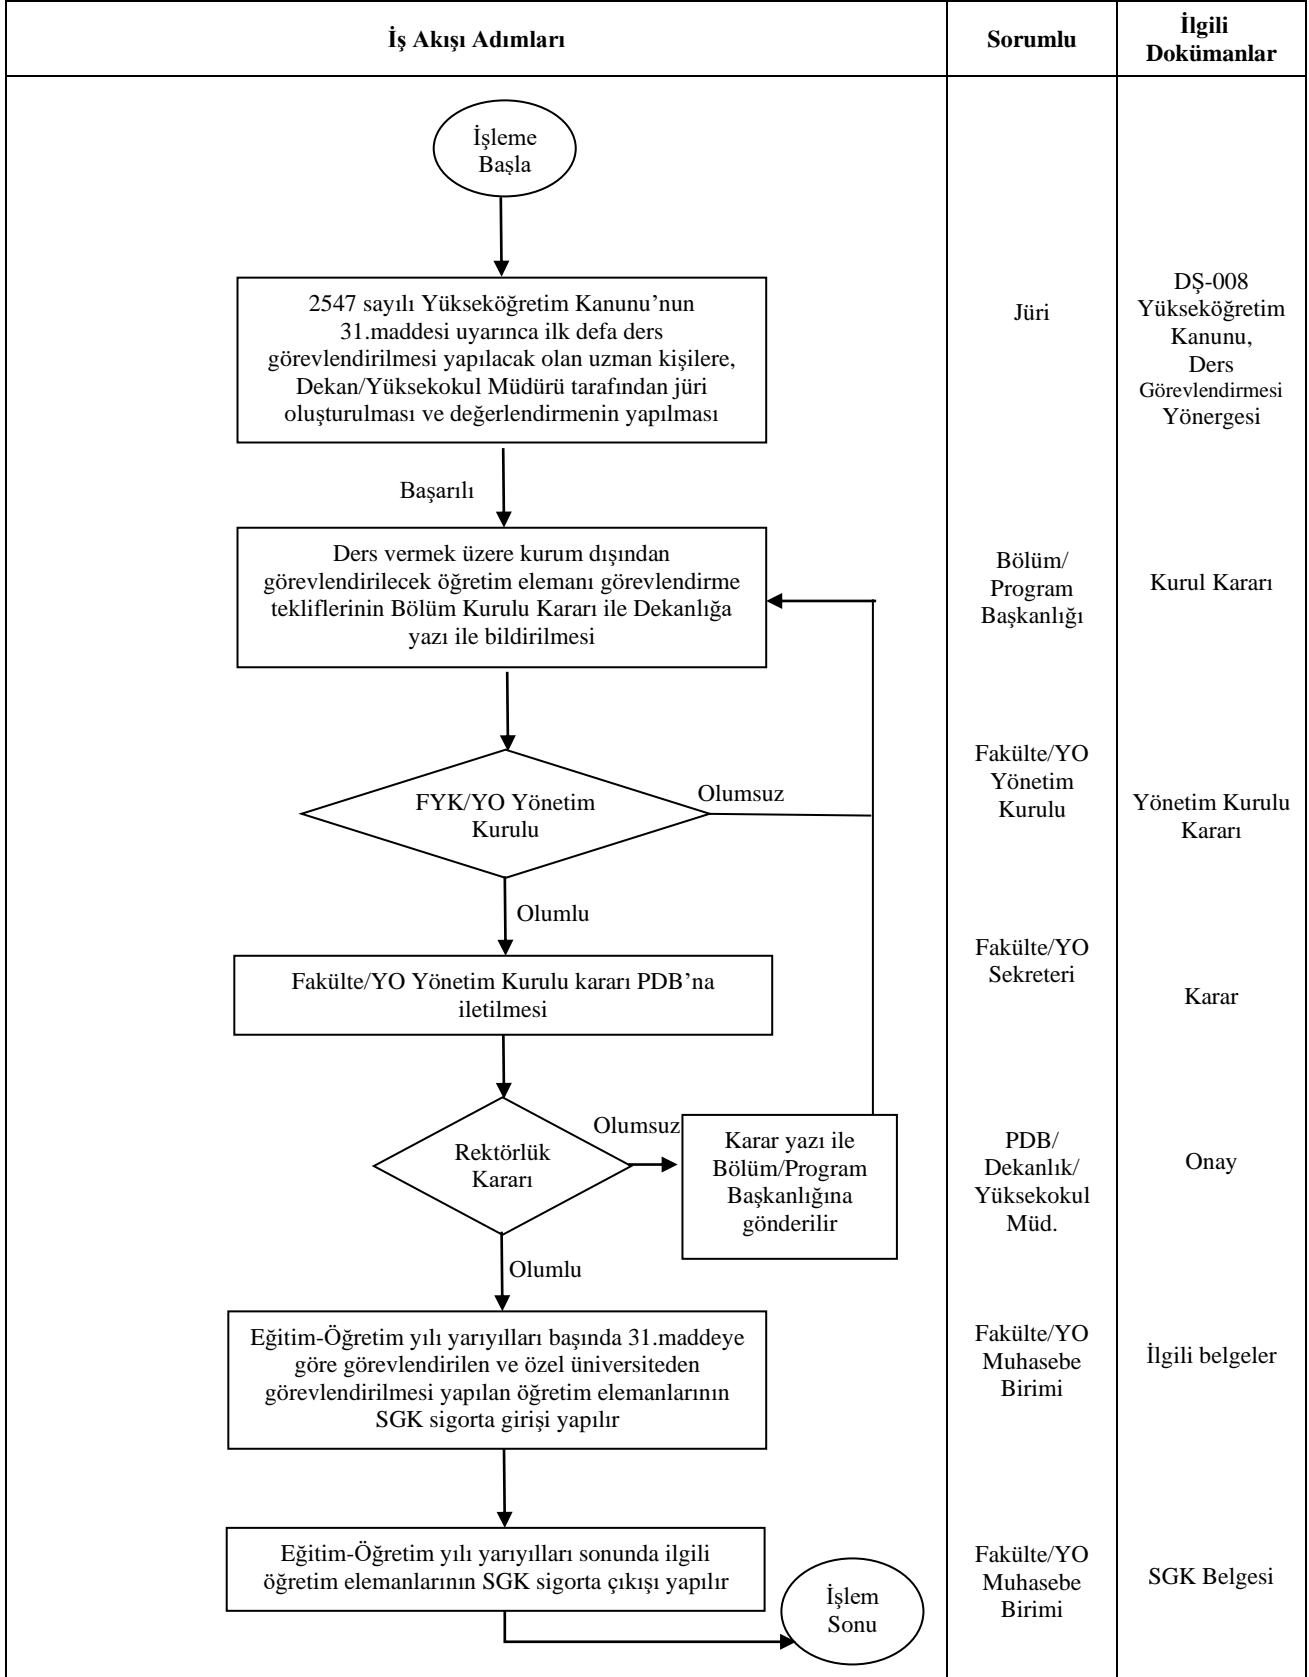 İş Akışı Adımları
Sorumlu
İlgili
Dokümanlar
İşleme
Başla
2547 sayılı Yükseköğretim Kanunu’nun
31.maddesi uyarınca ilk defa ders
görevlendirilmesi yapılacak olan uzman kişilere,
Dekan/Yüksekokul Müdürü tarafından jüri
oluşturulması ve değerlendirmenin yapılması
Jüri
DŞ-008
Yükseköğretim
Kanunu,
Ders
Görevlendirmesi
Yönergesi
Başarılı
Ders vermek üzere kurum dışından
görevlendirilecek öğretim elemanı görevlendirme
tekliflerinin Bölüm Kurulu Kararı ile Dekanlığa
yazı ile bildirilmesi
Bölüm/
Program
Başkanlığı
Kurul Kararı
FYK/YO Yönetim
Kurulu
Olumsuz
Fakülte/YO
Yönetim
Kurulu
Yönetim Kurulu
Kararı
Olumlu
Fakülte/YO Yönetim Kurulu kararı PDB’na
iletilmesi
Fakülte/YO
Sekreteri
Karar
Rektörlük
Kararı
Olumsuz
Karar yazı ile
Bölüm/Program
Başkanlığına
gönderilir
PDB/
Dekanlık/
Yüksekokul
Müd.
Onay
Olumlu
Eğitim-Öğretim yılı yarıyılları başında 31.maddeye
göre görevlendirilen ve özel üniversiteden
görevlendirilmesi yapılan öğretim elemanlarının
SGK sigorta girişi yapılır
Fakülte/YO
Muhasebe
Birimi
İlgili belgeler
Eğitim-Öğretim yılı yarıyılları sonunda ilgili
öğretim elemanlarının SGK sigorta çıkışı yapılır
İşlem
Sonu
Fakülte/YO
Muhasebe
Birimi
SGK Belgesi